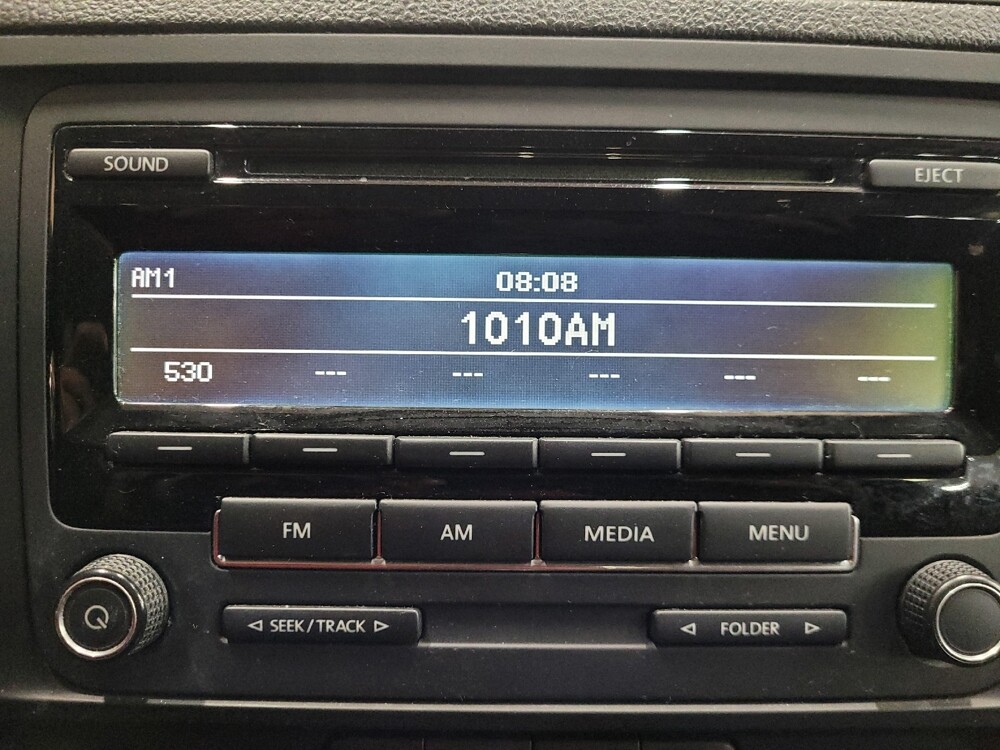 SOUND
EJECT
AM1 08:08
1010AM
530 --- --- --- --- ---
FM AM MEDIA MENU
SEEK/TRACK FOLDER